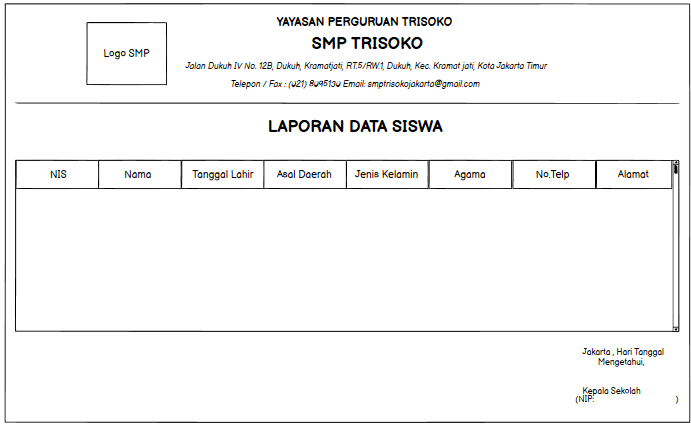 YAYASAN PERGURUAN TRISOKO
Logo SMP
SMP TRISOKO
Jalan Dukuh IV No. 12B, Dukuh, Kramatjati, RT.5/RW.1, Dukuh, Kec. Kramat jati, Kota Jakarta Timur
Telepon / Fax : (021) 8095130 Email: smptrisokojakarta@gmail.com
LAPORAN DATA SISWA
NIS Nama Tanggal Lahir Asal Daerah Jenis Kelamin Agama No.Telp Alamat
Jakarta , Hari Tanggal
Mengetahui,
Kepala Sekolah
(NIP. )